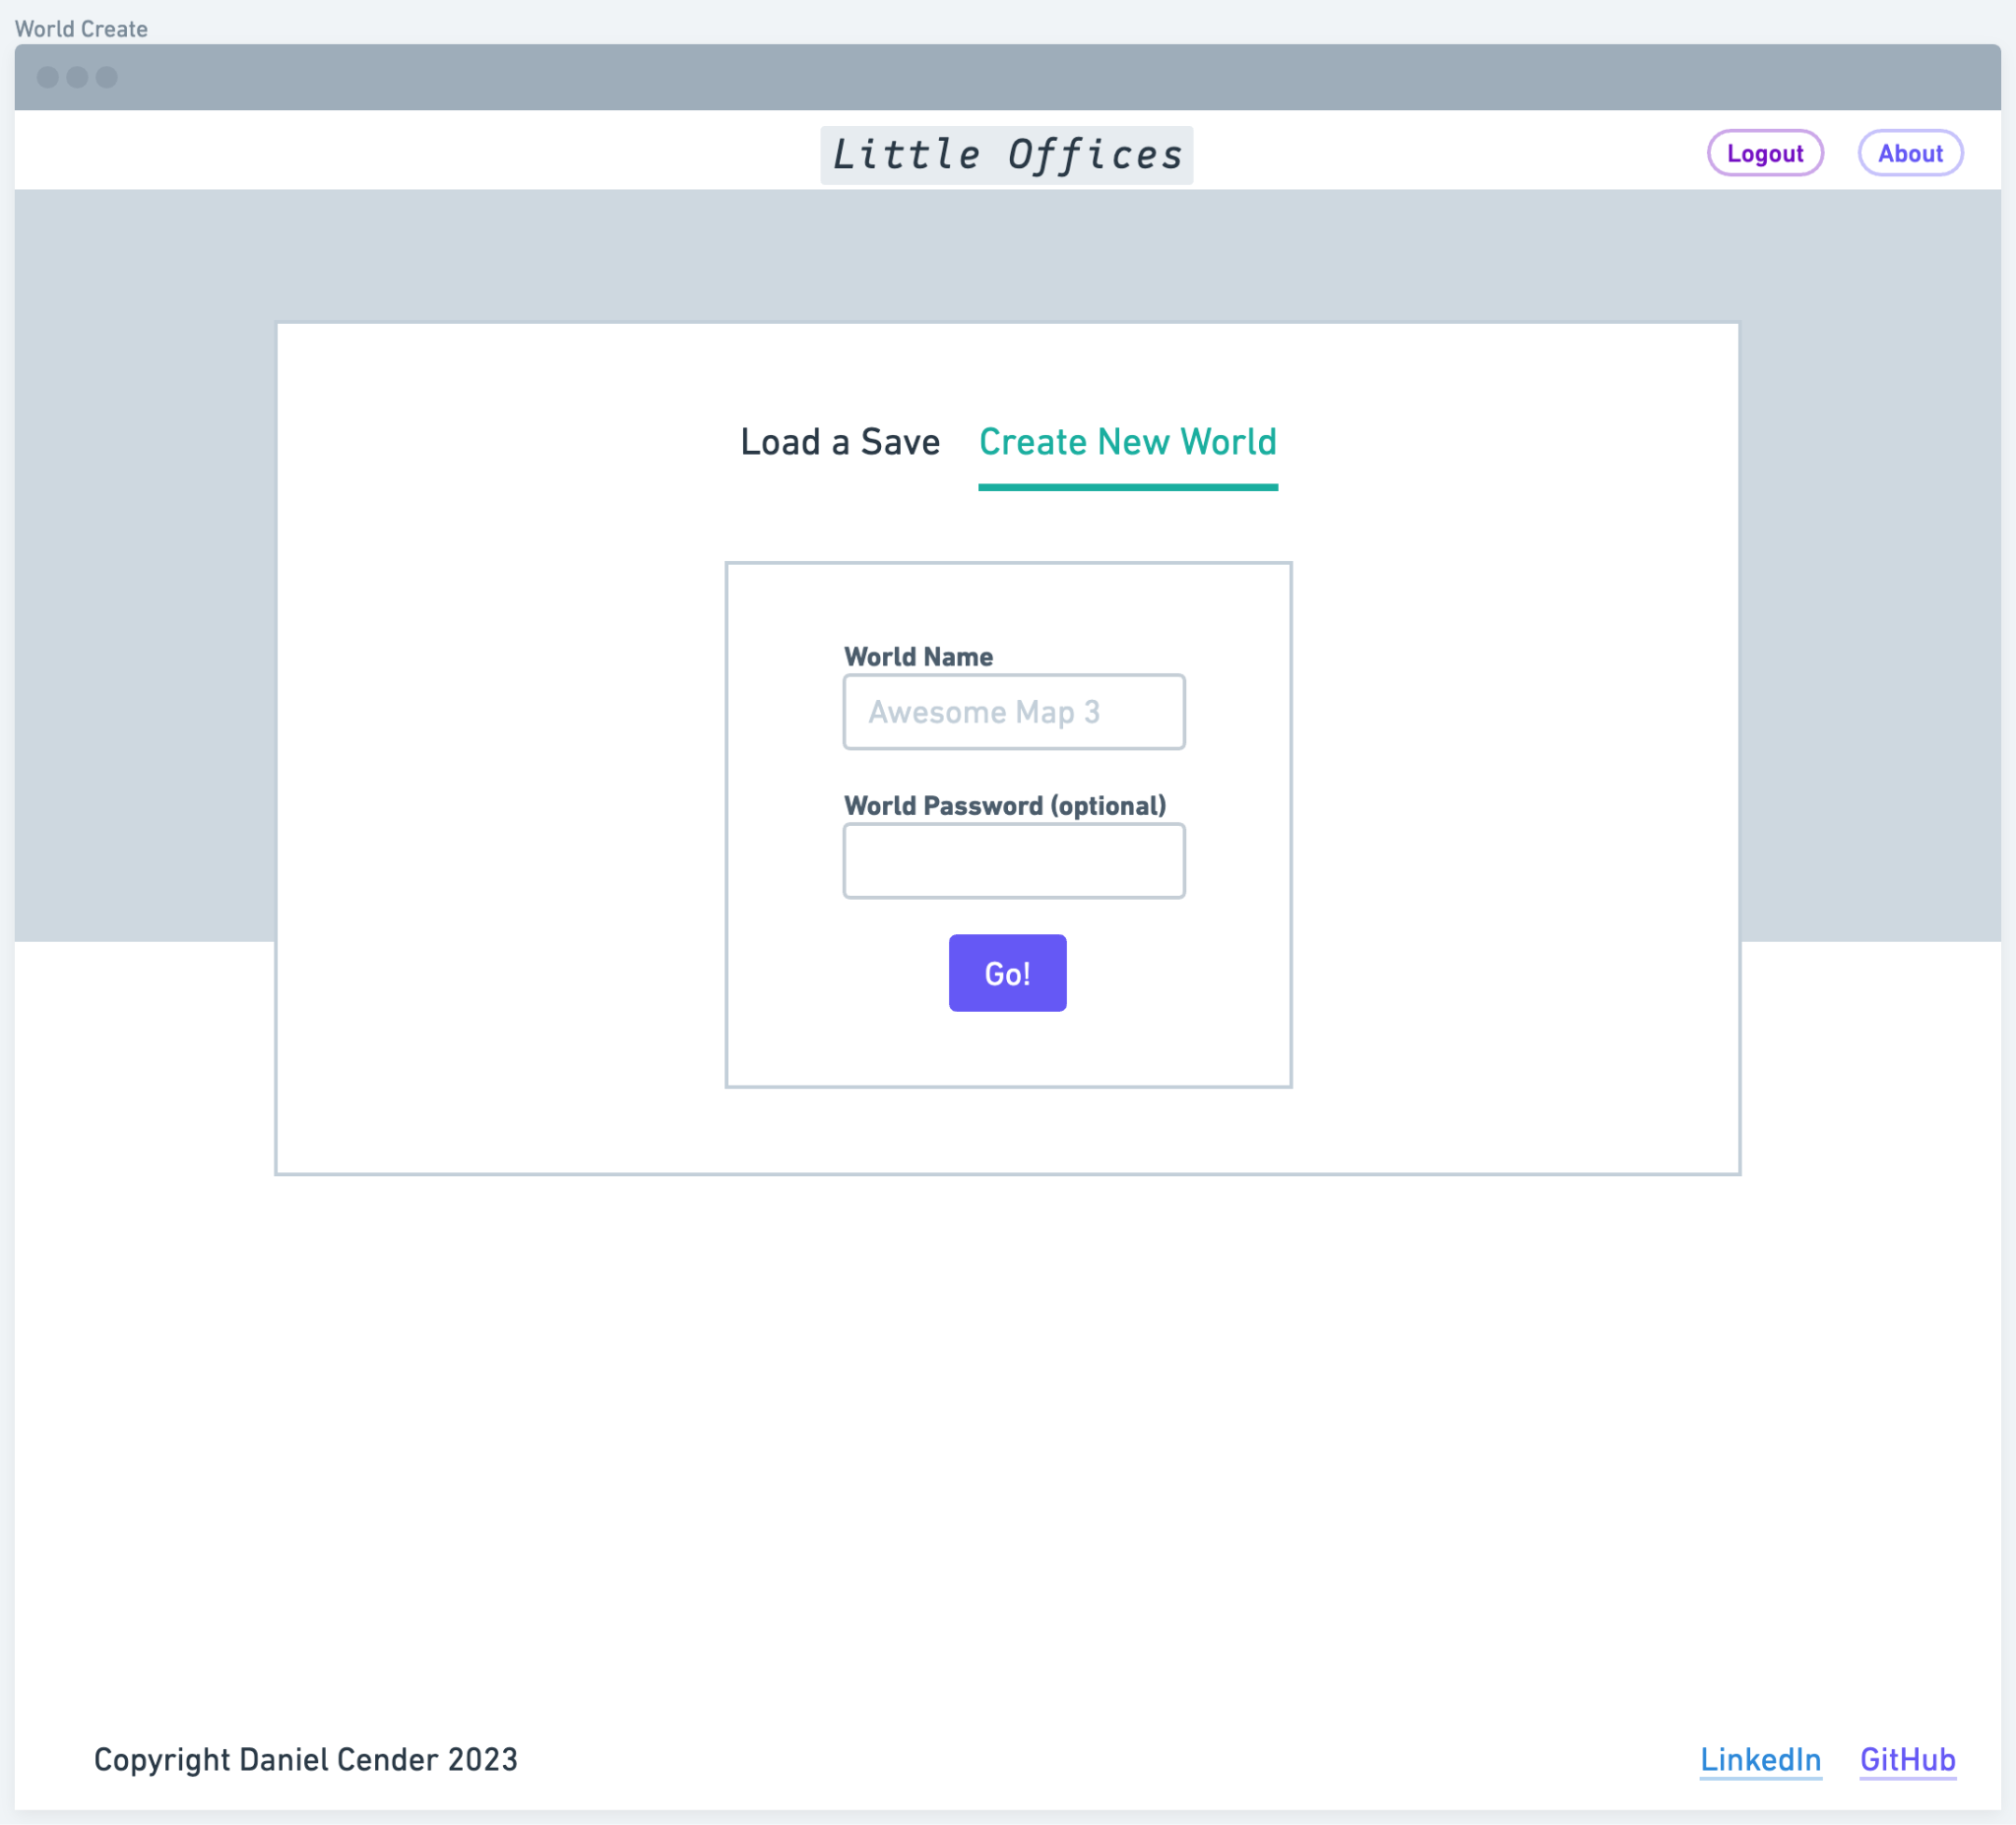 World Create
Little Offices
Logout About
Load a Save Create New World
World Name
Awesome Map 3
World Password (optional)
Go!
Copyright Daniel Cender 2023
LinkedIn GitHub